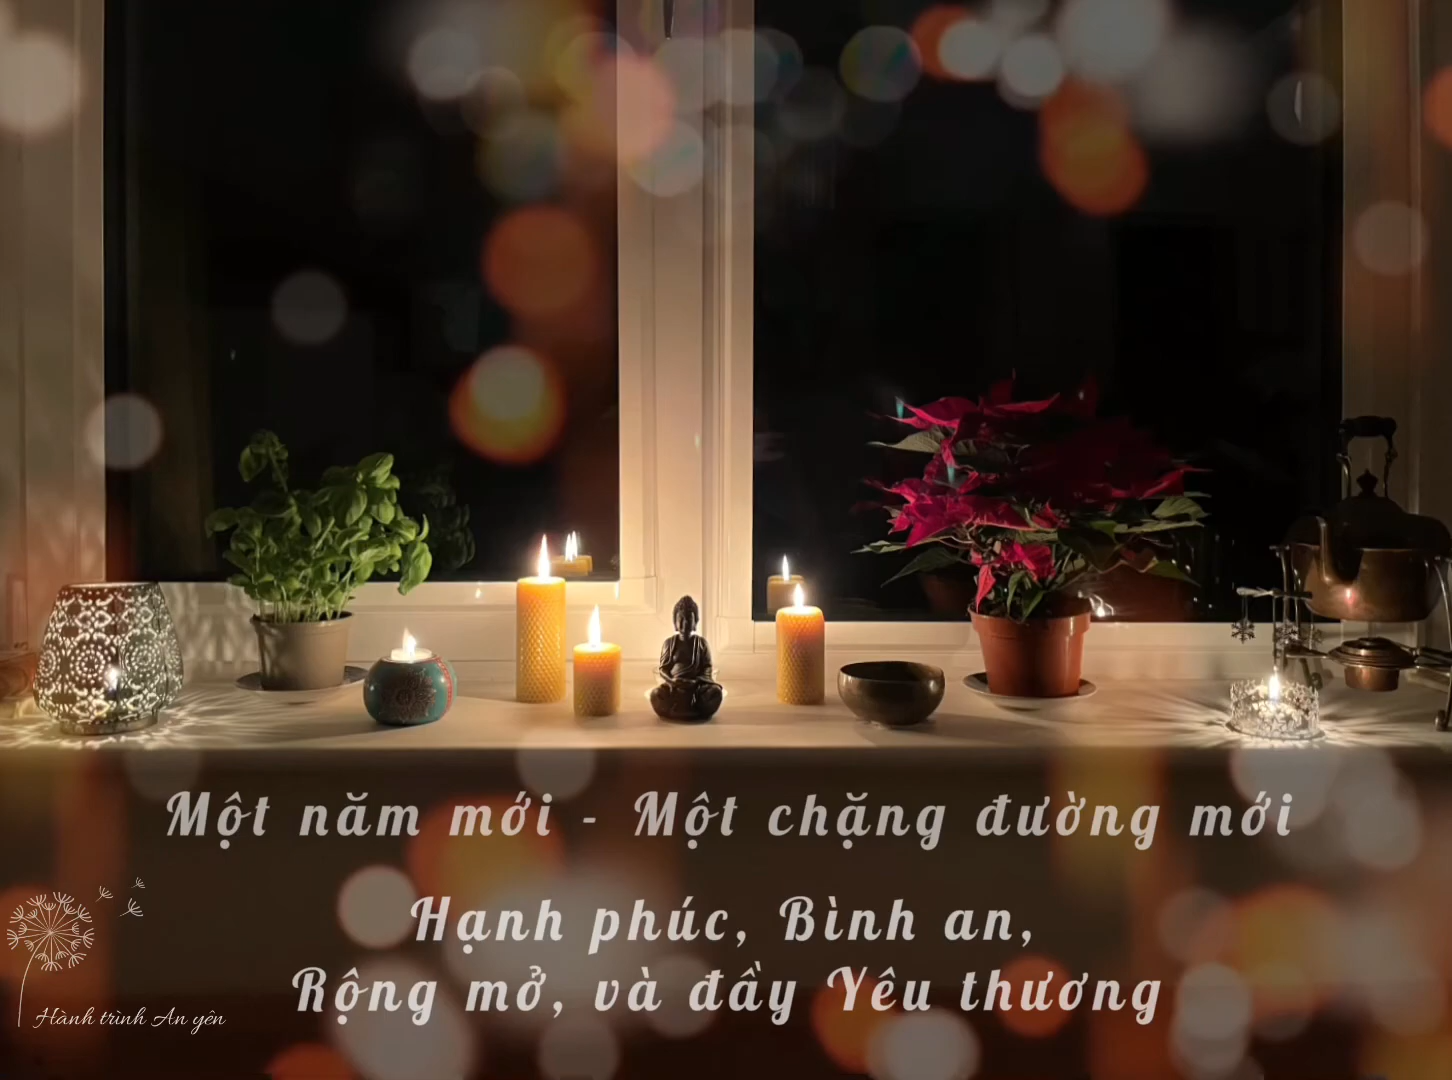 Một năm mới - Một chặng đường mới
Hạnh phúc, Bình an,
Rộng mở, và đầy Yêu thương
Hành trình An yên